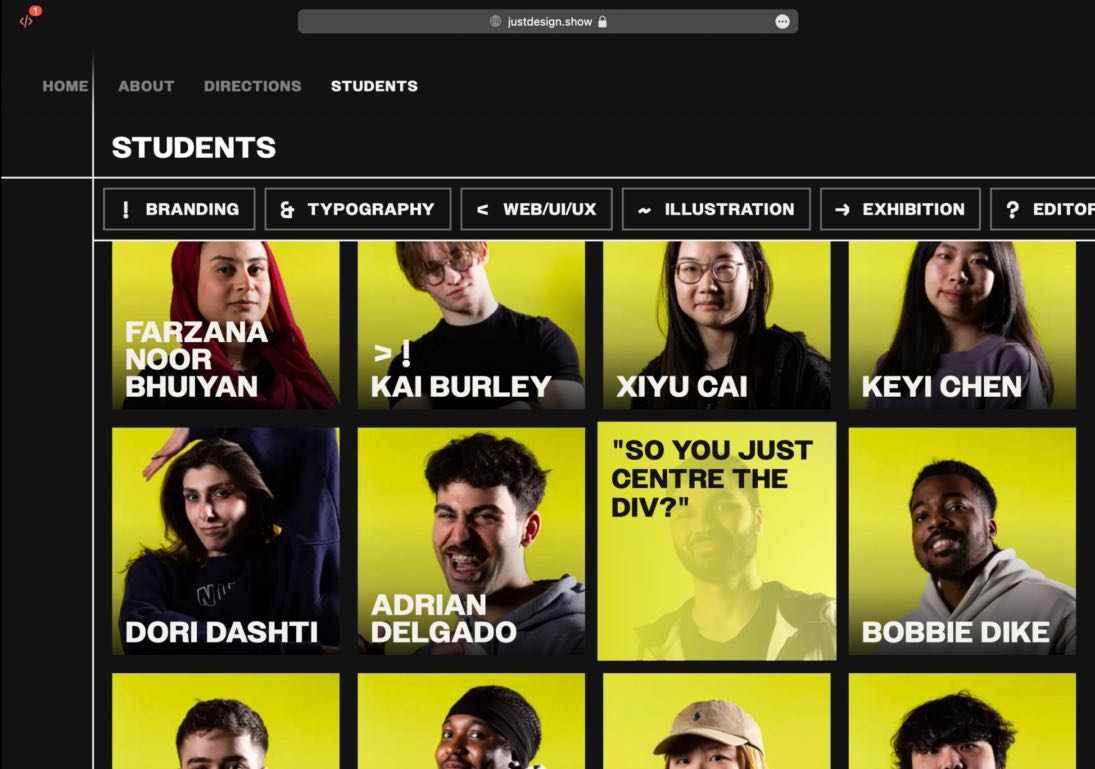 1
justdesign.show
HOME ABOUT DIRECTIONS STUDENTS
STUDENTS
! BRANDING & TYPOGRAPHY < WEB/UI/UX ~ ILLUSTRATION → EXHIBITION ? EDITOR
FARZANA
NOOR
BHUIYAN
> !
KAI BURLEY
XIYU CAI
KEYI CHEN
DORI DASHTI
ADRIAN
DELGADO
"SO YOU JUST
CENTRE THE
DIV?"
BOBBIE DIKE